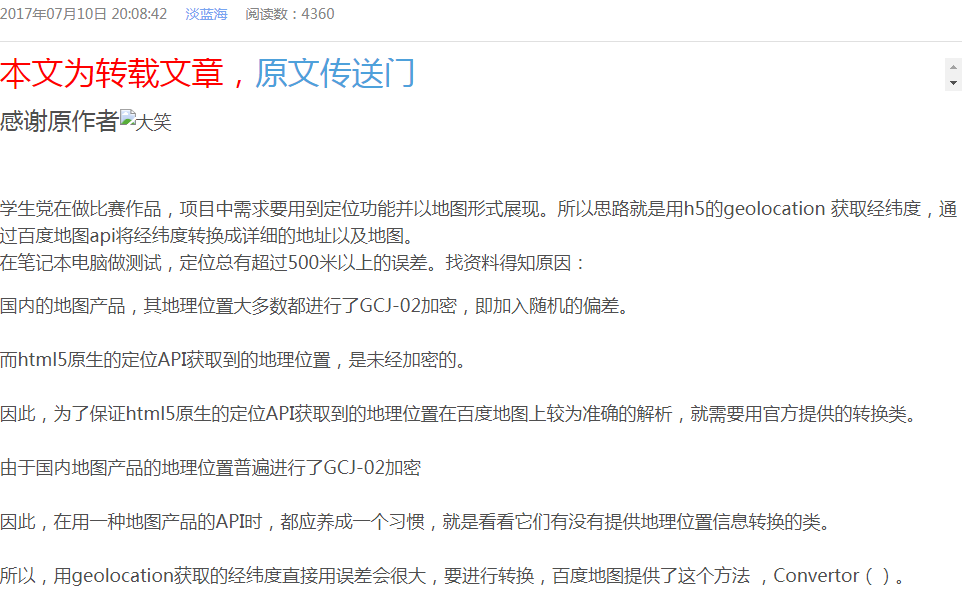 2017年07月10日 20:08:42 淡蓝海 阅读数：4360
本文为转载文章，原文传送门
感谢原作者大笑
学生党在做比赛作品，项目中需求要用到定位功能并以地图形式展现。所以思路就是用h5的geolocation 获取经纬度，通
过百度地图api将经纬度转换成详细的地址以及地图。
在笔记本电脑做测试，定位总有超过500米以上的误差。找资料得知原因：
国内的地图产品，其地理位置大多数都进行了GCJ-02加密，即加入随机的偏差。
而html5原生的定位API获取到的地理位置，是未经加密的。
因此，为了保证html5原生的定位API获取到的地理位置在百度地图上较为准确的解析，就需要用官方提供的转换类。
由于国内地图产品的地理位置普遍进行了GCJ-02加密
因此，在用一种地图产品的API时，都应养成一个习惯，就是看看它们有没有提供地理位置信息转换的类。
所以，用geolocation获取的经纬度直接用误差会很大，要进行转换，百度地图提供了这个方法 ，Convertor（ ）。